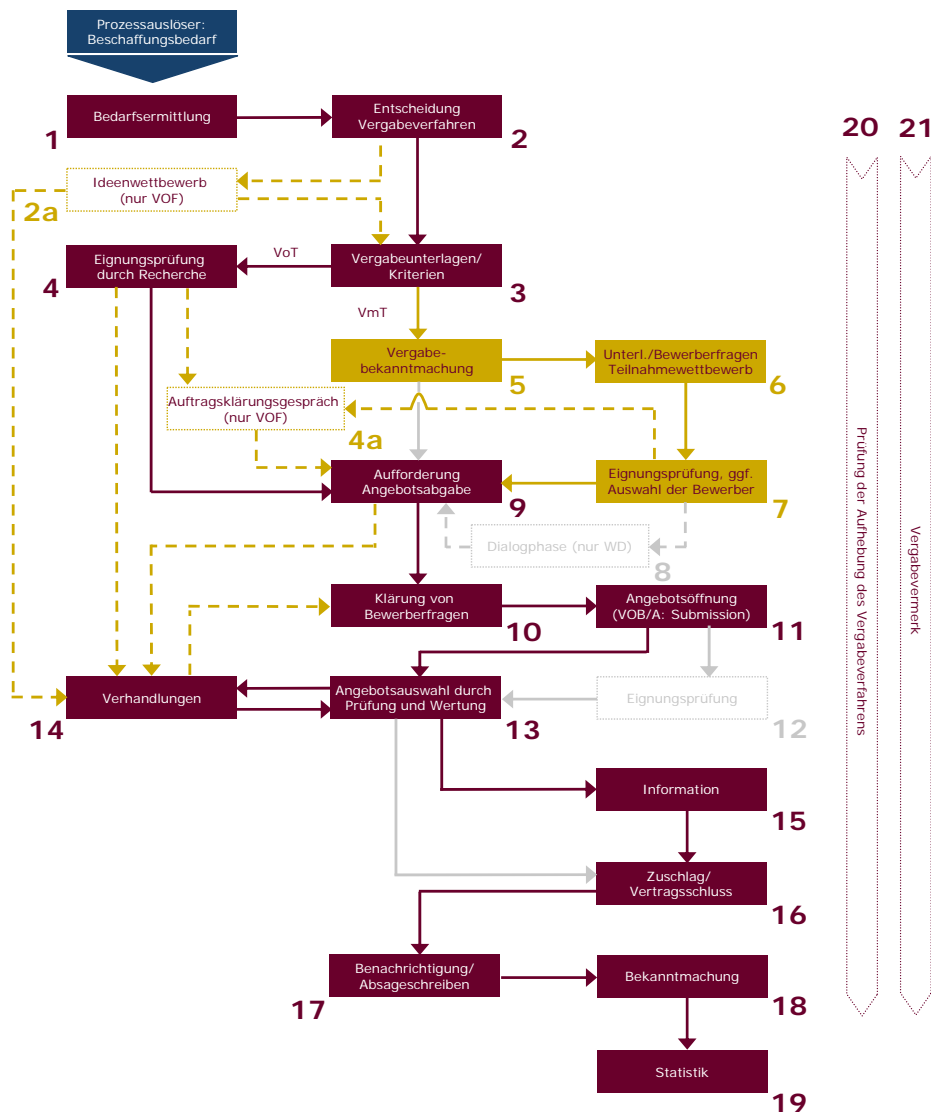 Prozessauslöser:
Beschaffungsbedarf
Bedarfsermittlung
1
Entscheidung
Vergabeverfahren
2
20
21
Ideenwettbewerb
(nur VOF)
2a
Eignungsprüfung
durch Recherche
4
VoT
Vergabeunterlagen/
Kriterien
3
VmT
Vergabe-
bekanntmachung
5
Unterl./Bewerberfragen
Teilnahmewettbewerb
6
Auftragsklärungsgespräch
(nur VOF)
4a
Aufforderung
Angebotsabgabe
9
Eignungsprüfung, ggf.
Auswahl der Bewerber
7
Dialogphase (nur WD)
8
Klärung von
Bewerberfragen
10
Angebotsöffnung
(VOB/A: Submission)
11
Verhandlungen
14
Angebotsauswahl durch
Prüfung und Wertung
13
Eignungsprüfung
12
Information
15
Zuschlag/
Vertragsschluss
16
Benachrichtigung/
Absageschreiben
17
Bekanntmachung
18
Statistik
19
Prüfung der Aufhebung des Vergabeverfahrens
Vergabevermerk